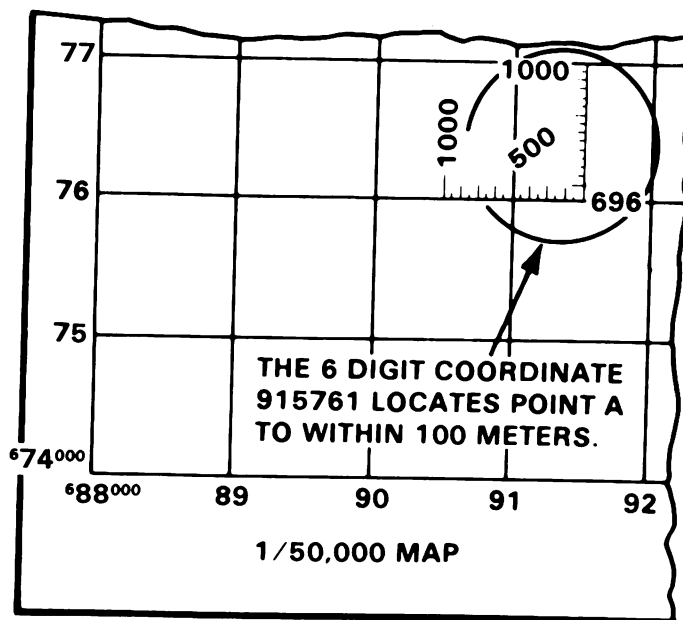 77
1000
1000
500
76
696
75
THE 6 DIGIT COORDINATE
915761 LOCATES POINT A
TO WITHIN 100 METERS.
⁶74⁰⁰⁰
⁶88⁰⁰⁰ 89 90 91 92
1/50,000 MAP